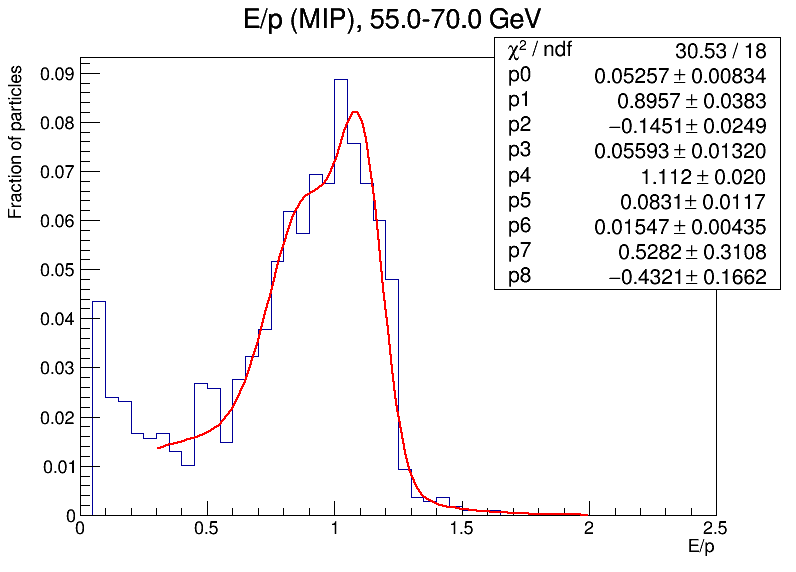 E/p (MIP), 55.0-70.0 GeV
χ² / ndf 30.53 / 18
p0 0.05257 ± 0.00834
p1 0.8957 ± 0.0383
p2 −0.1451 ± 0.0249
p3 0.05593 ± 0.01320
p4 1.112 ± 0.020
p5 0.0831 ± 0.0117
p6 0.01547 ± 0.00435
p7 0.5282 ± 0.3108
p8 −0.4321 ± 0.1662
Fraction of particles
0.09
0.08
0.07
0.06
0.05
0.04
0.03
0.02
0.01
0
0 0.5 1 1.5 2 2.5
E/p